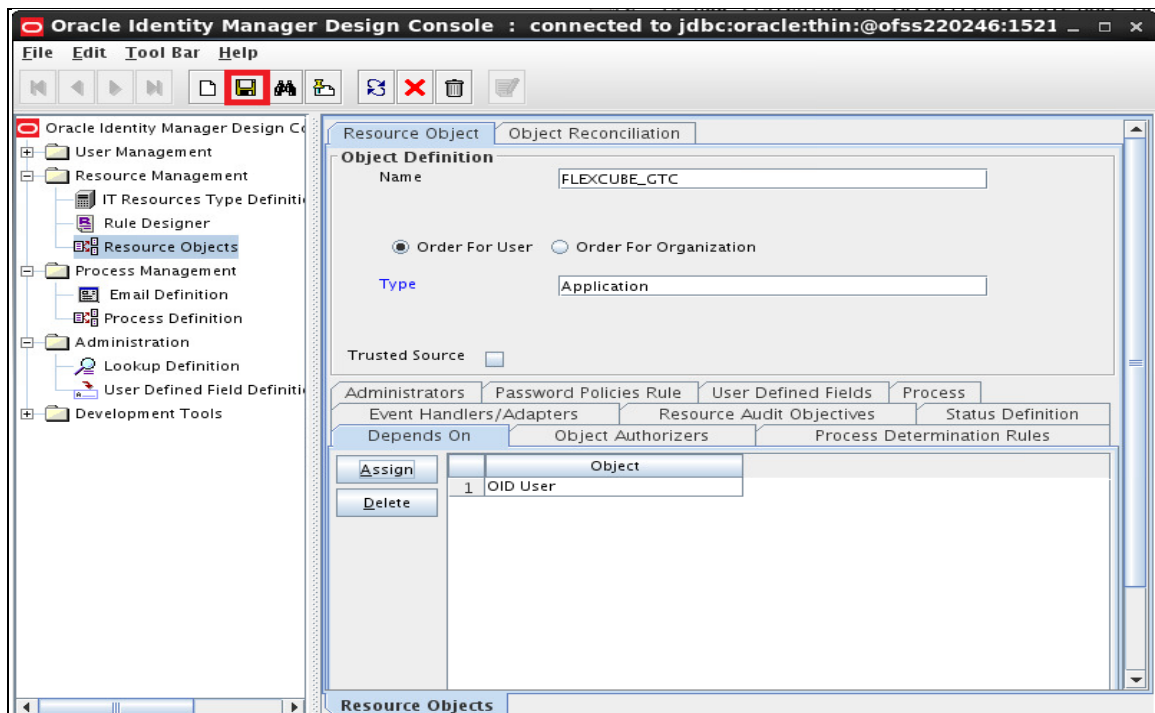 Oracle Identity Manager Design Console : connected to jdbc:oracle:thin:@ofss220246:1521
File Edit Tool Bar Help
Oracle Identity Manager Design Co
User Management
Resource Management
IT Resources Type Definiti
Rule Designer
Resource Objects
Process Management
Email Definition
Process Definition
Administration
Lookup Definition
User Defined Field Definiti
Development Tools
Resource Object Object Reconciliation
Object Definition
Name FLEXCUBE_GTC
Order For User Order For Organization
Type Application
Trusted Source
Administrators Password Policies Rule User Defined Fields Process
Event Handlers/Adapters Resource Audit Objectives Status Definition
Depends On Object Authorizers Process Determination Rules
Assign Object
1 OID User
Delete
Resource Objects